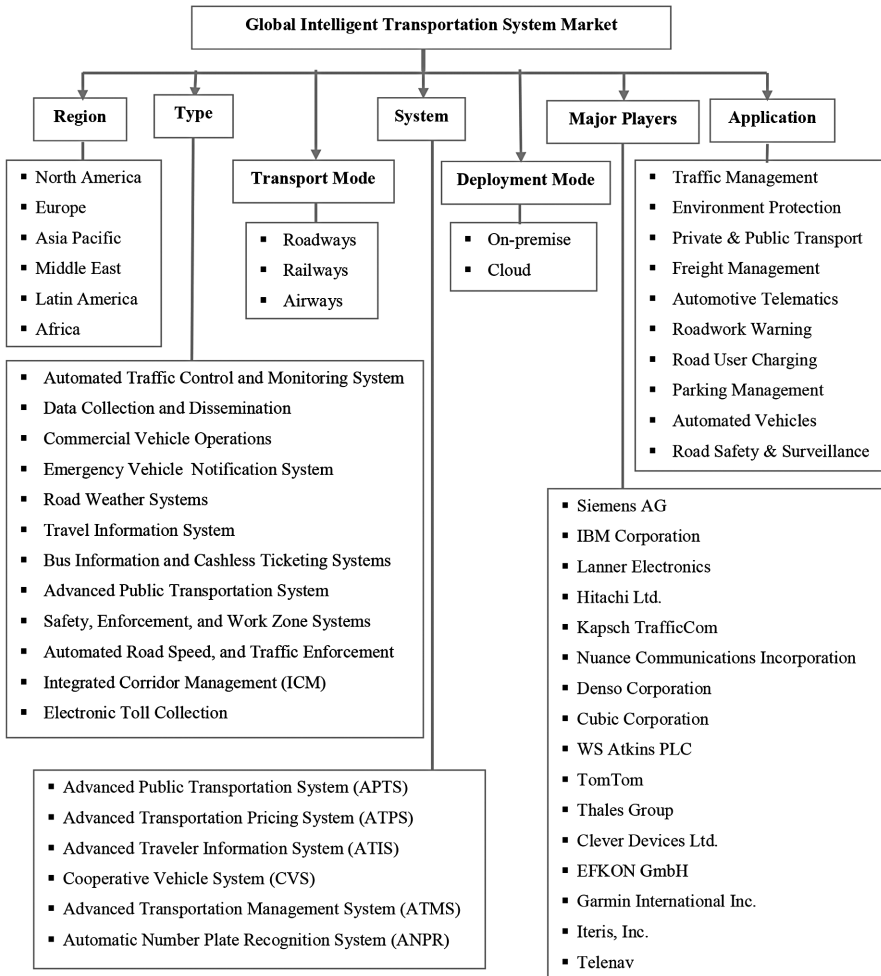 Global Intelligent Transportation System Market
Region
Type
Transport Mode
System
Deployment Mode
Major Players
Application
▪ North America
▪ Europe
▪ Asia Pacific
▪ Middle East
▪ Latin America
▪ Africa
▪ Roadways
▪ Railways
▪ Airways
▪ On-premise
▪ Cloud
▪ Traffic Management
▪ Environment Protection
▪ Private & Public Transport
▪ Freight Management
▪ Automotive Telematics
▪ Roadwork Warning
▪ Road User Charging
▪ Parking Management
▪ Automated Vehicles
▪ Road Safety & Surveillance
▪ Automated Traffic Control and Monitoring System
▪ Data Collection and Dissemination
▪ Commercial Vehicle Operations
▪ Emergency Vehicle Notification System
▪ Road Weather Systems
▪ Travel Information System
▪ Bus Information and Cashless Ticketing Systems
▪ Advanced Public Transportation System
▪ Safety, Enforcement, and Work Zone Systems
▪ Automated Road Speed, and Traffic Enforcement
▪ Integrated Corridor Management (ICM)
▪ Electronic Toll Collection
▪ Advanced Public Transportation System (APTS)
▪ Advanced Transportation Pricing System (ATPS)
▪ Advanced Traveler Information System (ATIS)
▪ Cooperative Vehicle System (CVS)
▪ Advanced Transportation Management System (ATMS)
▪ Automatic Number Plate Recognition System (ANPR)
▪ Siemens AG
▪ IBM Corporation
▪ Lanner Electronics
▪ Hitachi Ltd.
▪ Kapsch TrafficCom
▪ Nuance Communications Incorporation
▪ Denso Corporation
▪ Cubic Corporation
▪ WS Atkins PLC
▪ TomTom
▪ Thales Group
▪ Clever Devices Ltd.
▪ EFKON GmbH
▪ Garmin International Inc.
▪ Iteris, Inc.
▪ Telenav